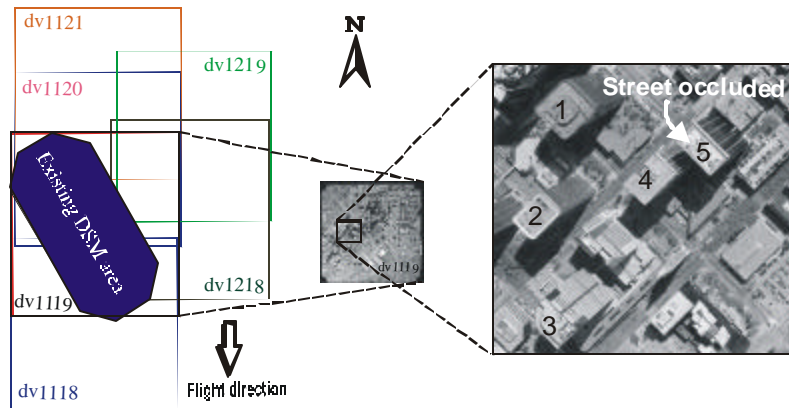 dv1121
dv1120
dv1219
N
Existing DSM area
dv1119
dv1218
dv1118
Flight direction
dv1119
Street occluded
1
2
3
4
5